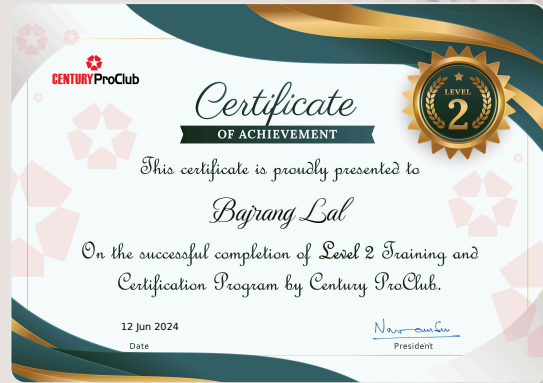 CENTURY ProClub
Certificate
OF ACHIEVEMENT
LEVEL
2
This certificate is proudly presented to
Bajrang Lal
On the successful completion of Level 2 Training and
Certification Program by Century ProClub.
12 Jun 2024
Date
President